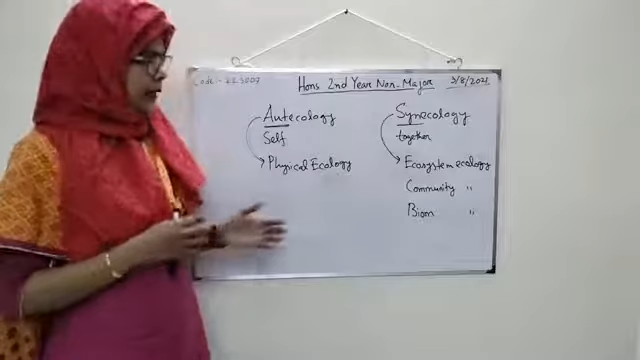 Code:- 223007
Hons 2nd Year Non-Major
3/8/2021
Autecology
Self
Physical Ecology
Synecology
together
Ecosystem ecology
Community "
Biom "